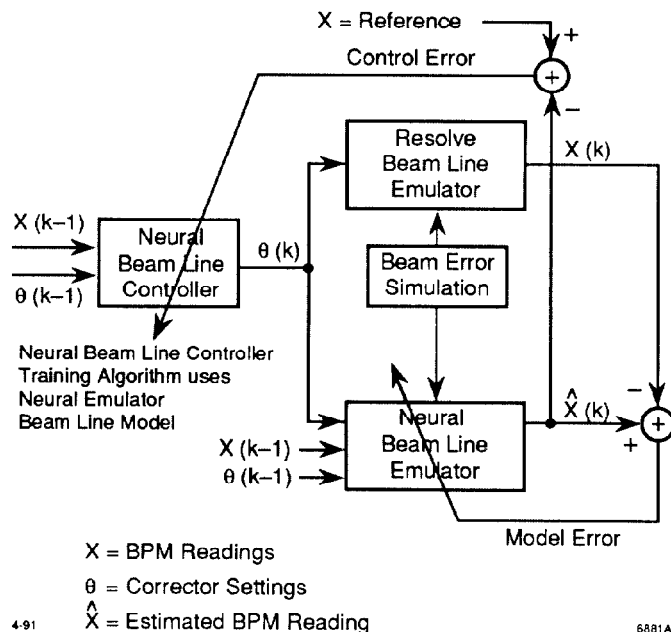 X = Reference
+
Control Error
+
−
Resolve
Beam Line
Emulator
X (k)
X (k−1)
θ (k−1)
Neural
Beam Line
Controller
θ (k)
Beam Error
Simulation
Neural Beam Line Controller
Training Algorithm uses
Neural Emulator
Beam Line Model
X (k−1)
θ (k−1)
Neural
Beam Line
Emulator
X̂ (k)
−
+
+
Model Error
X = BPM Readings
θ = Corrector Settings
X̂ = Estimated BPM Reading
4-91
6881A